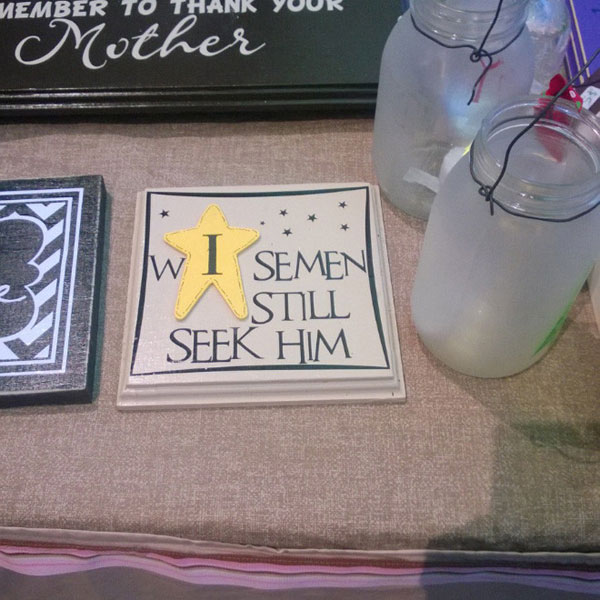 MEMBER TO THANK YOUR
Mother
W I SEMEN
STILL
SEEK HIM